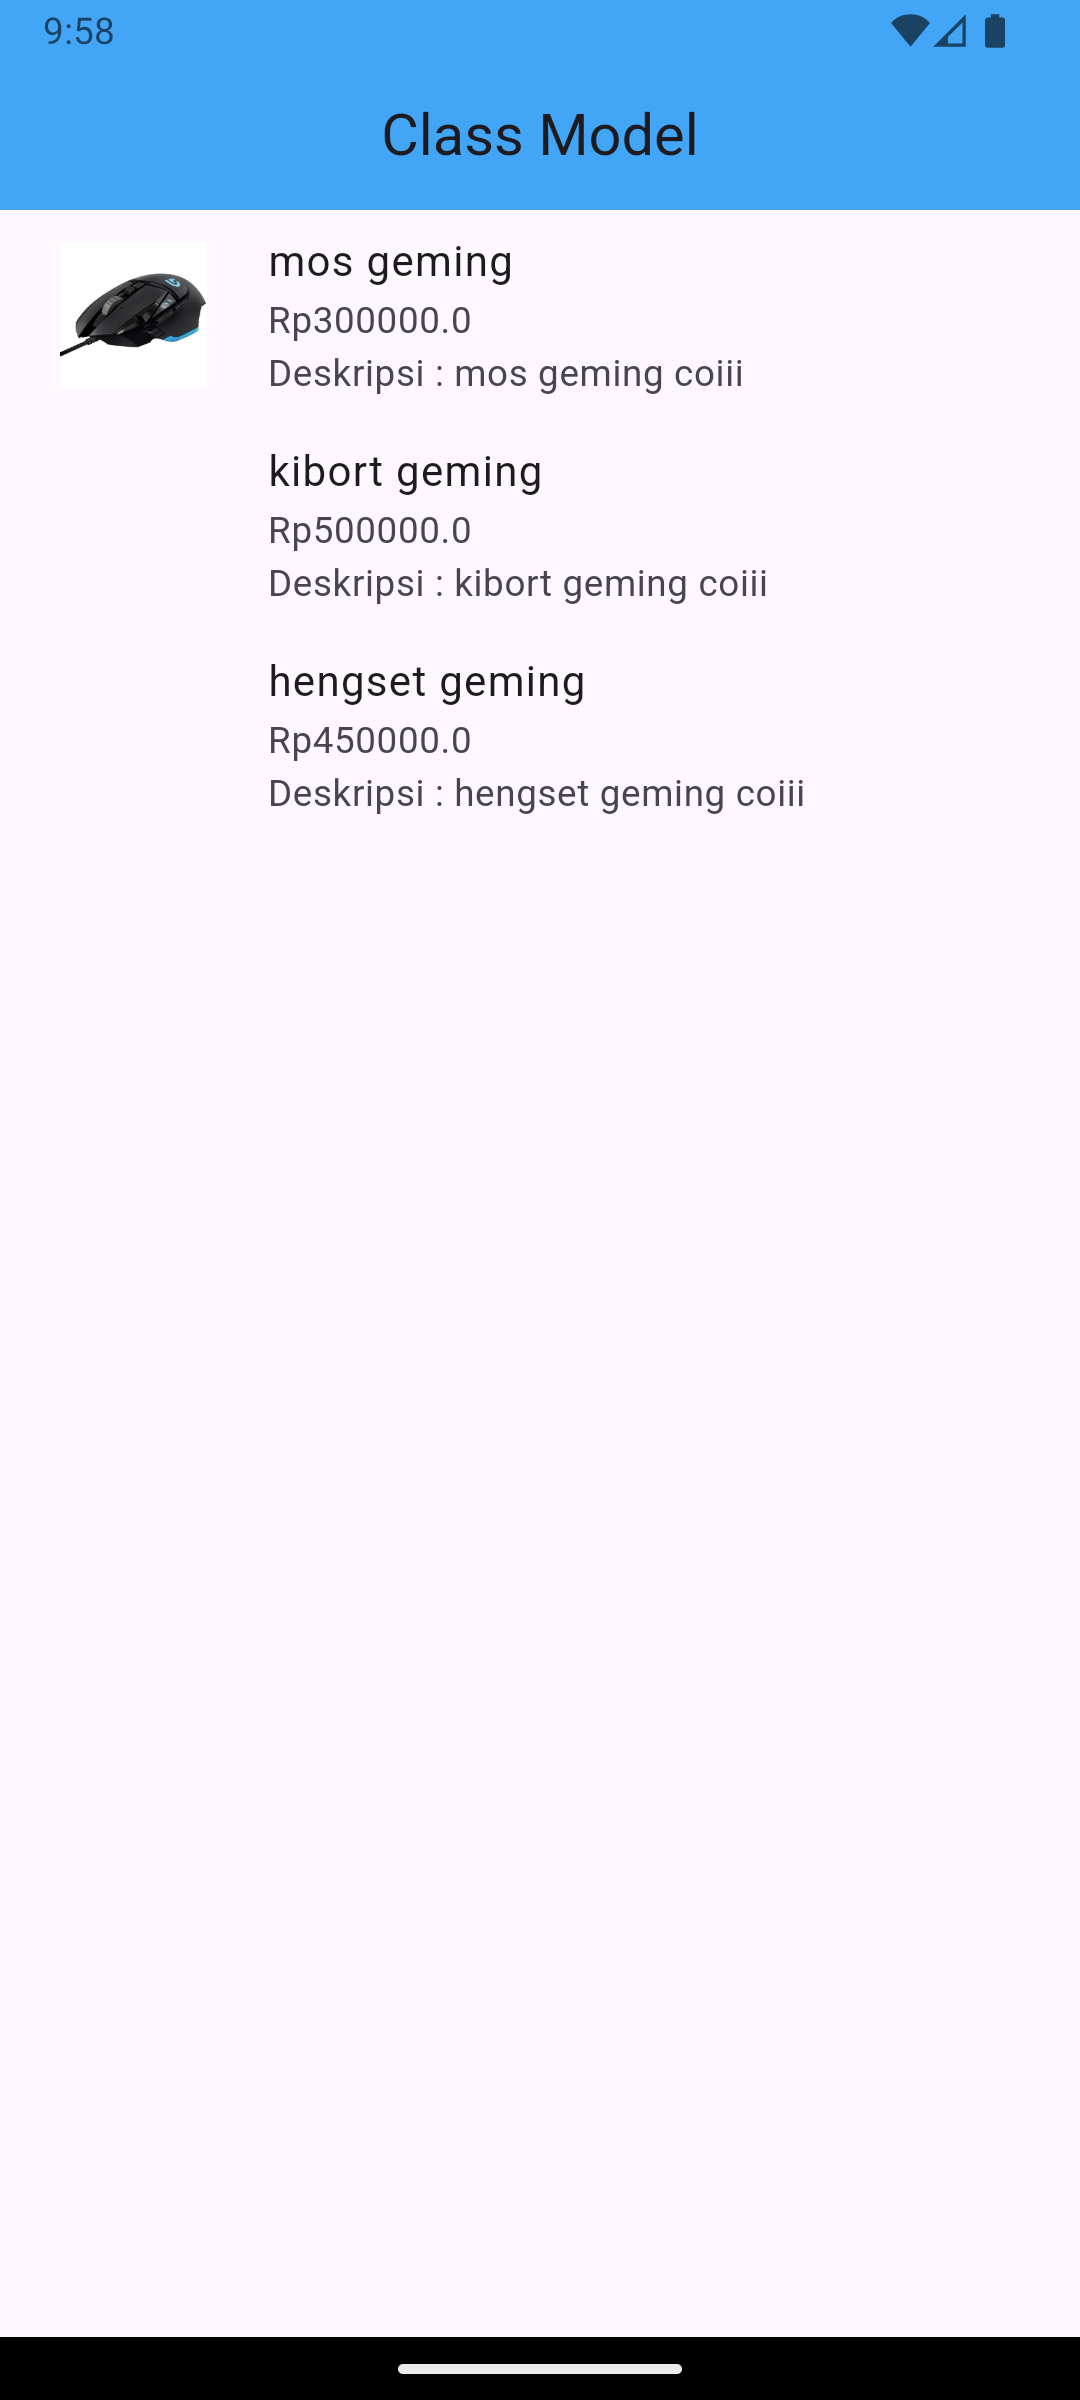 9:58
Class Model
mos geming
Rp300000.0
Deskripsi : mos geming coiii
kibort geming
Rp500000.0
Deskripsi : kibort geming coiii
hengset geming
Rp450000.0
Deskripsi : hengset geming coiii